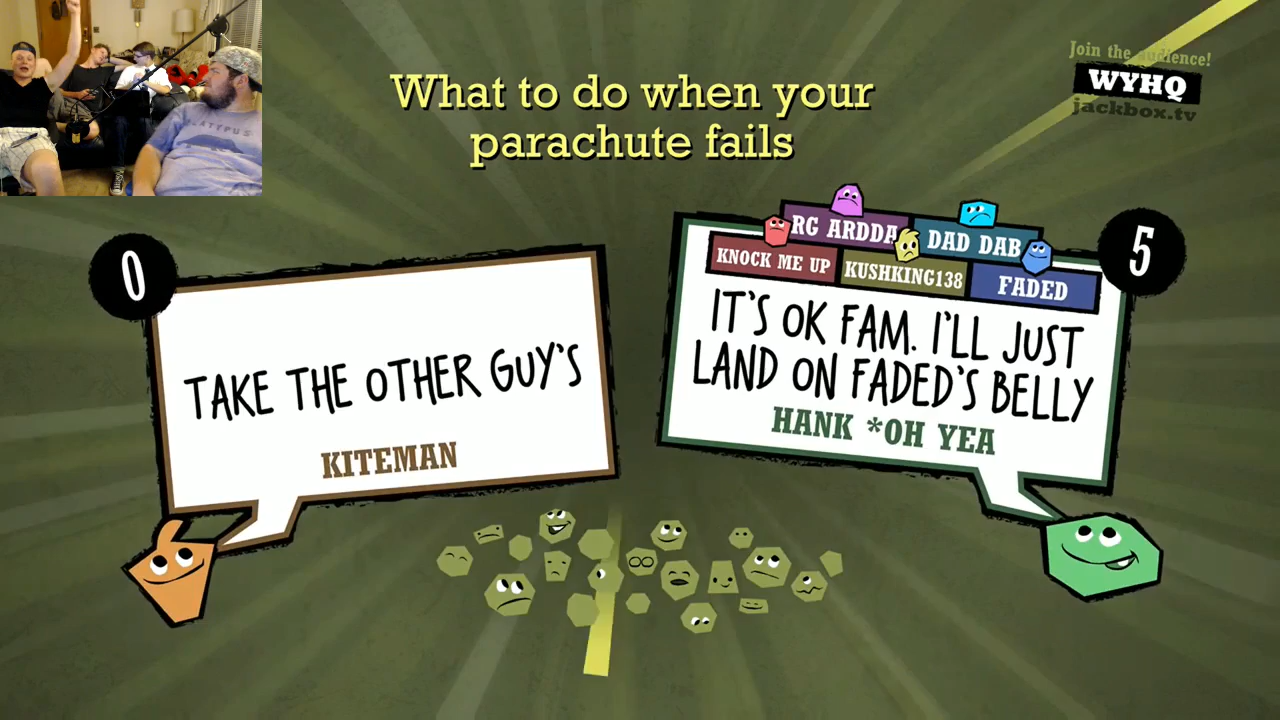 What to do when your
parachute fails
Join the audience!
WYHQ
jackbox.tv
0
TAKE THE OTHER GUY'S
KITEMAN
5
RG ARDDA
DAD DAB
KNOCK ME UP
KUSHKING138
FADED
IT'S OK FAM. I'LL JUST
LAND ON FADED'S BELLY
HANK *OH YEA